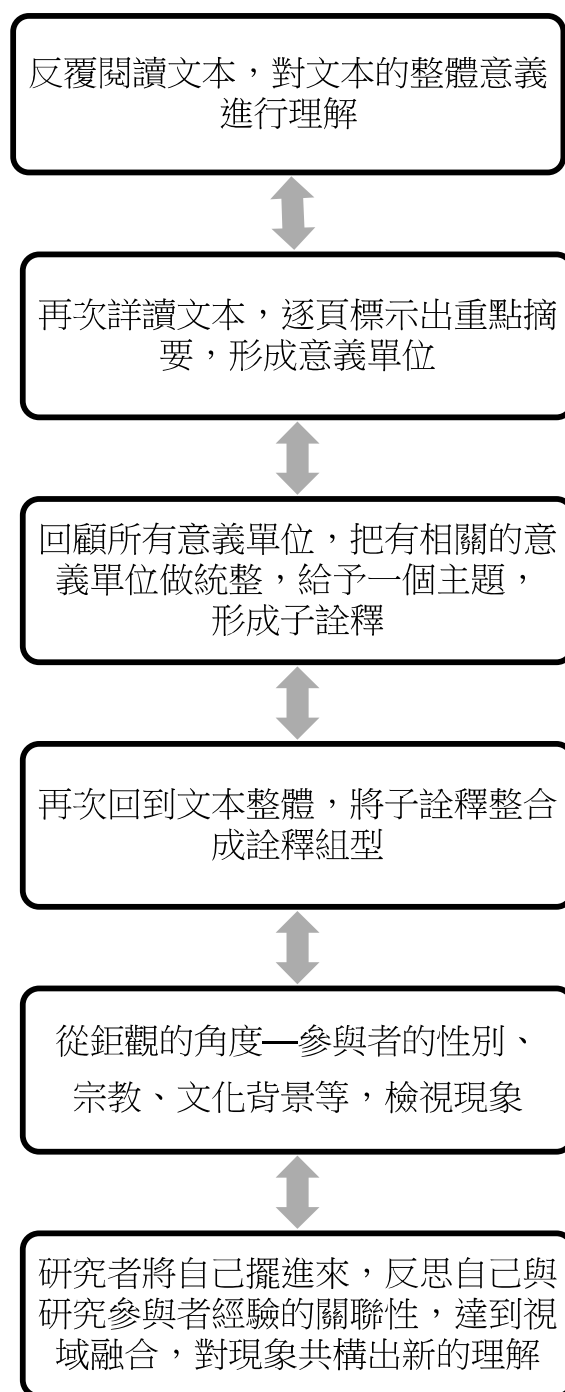 反覆閱讀文本，對文本的整體意義
進行理解
再次詳讀文本，逐頁標示出重點摘
要，形成意義單位
回顧所有意義單位，把有相關的意
義單位做統整，給予一個主題，
形成子詮釋
再次回到文本整體，將子詮釋整合
成詮釋組型
從鉅觀的角度—參與者的性別、
宗教、文化背景等，檢視現象
研究者將自己擺進來，反思自己與
研究參與者經驗的關聯性，達到視
域融合，對現象共構出新的理解